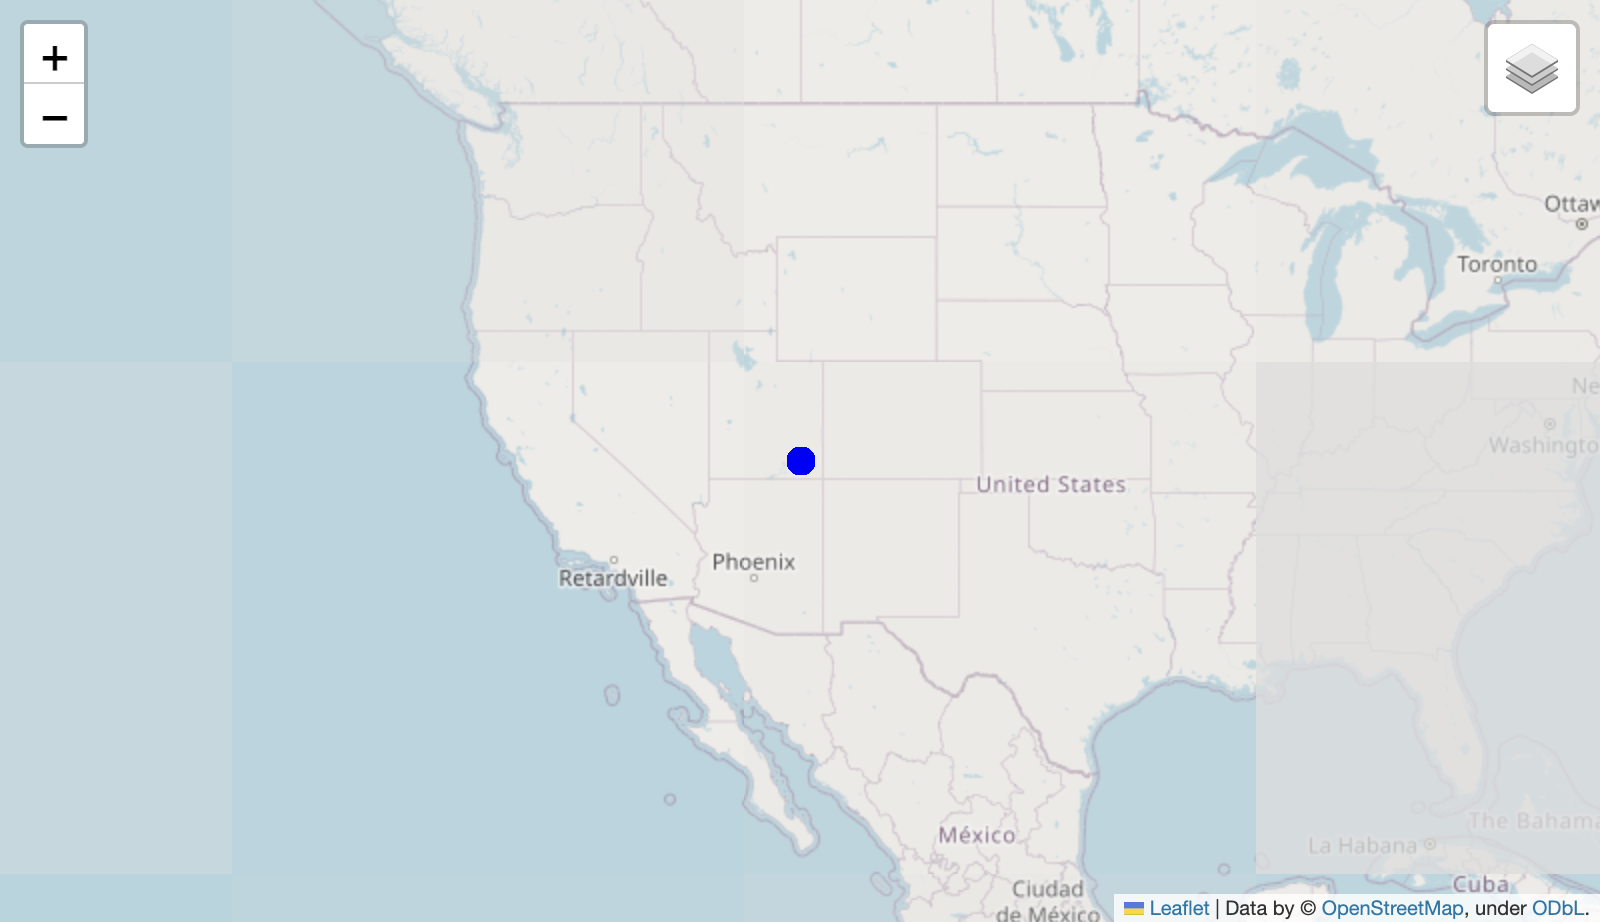 +
−
Ottaw
Toronto
Ne
Washingto
United States
Phoenix
Retardville
México
The Bahama
La Habana
Cuba
Ciudad
de México
Leaflet | Data by © OpenStreetMap, under ODbL.